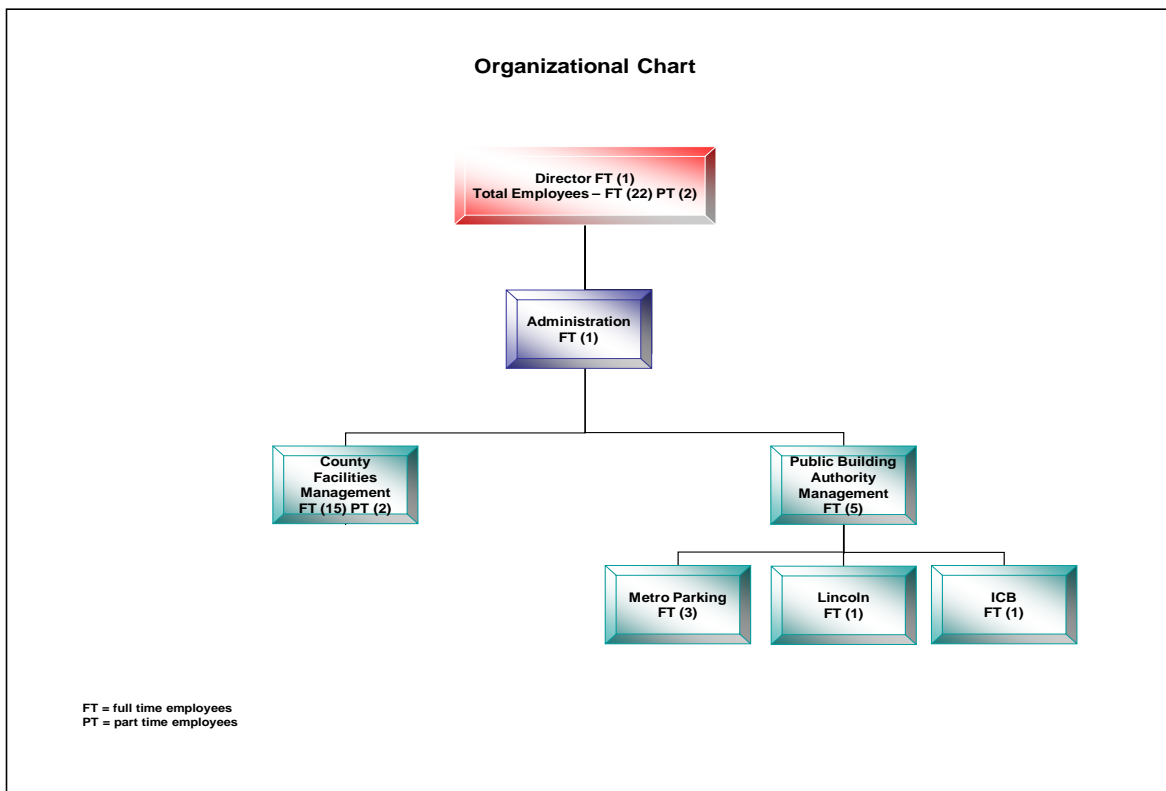 Organizational Chart
Director FT (1)
Total Employees – FT (22) PT (2)
Administration
FT (1)
County
Facilities
Management
FT (15) PT (2)
Public Building
Authority
Management
FT (5)
Metro Parking
FT (3)
Lincoln
FT (1)
ICB
FT (1)
FT = full time employees
PT = part time employees